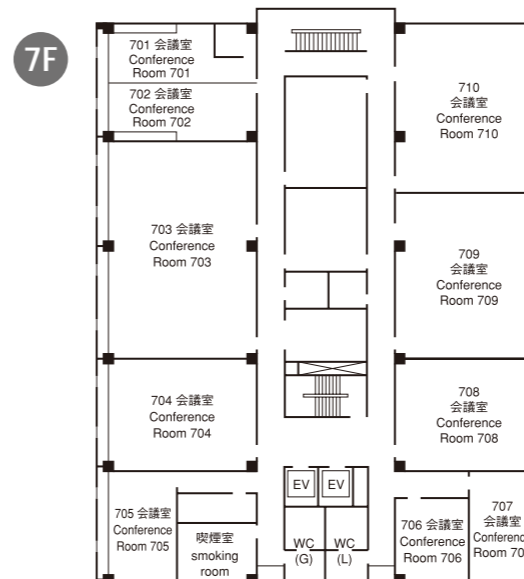 7F
701 会議室
Conference
Room 701
702 会議室
Conference
Room 702
703 会議室
Conference
Room 703
704 会議室
Conference
Room 704
705 会議室
Conference
Room 705
喫煙室
smoking
room
EV
EV
WC
(G)
WC
(L)
710
会議室
Conference
Room 710
709
会議室
Conference
Room 709
708
会議室
Conference
Room 708
706 会議室
Conference
Room 706
707
会議室
Conference
Room 70